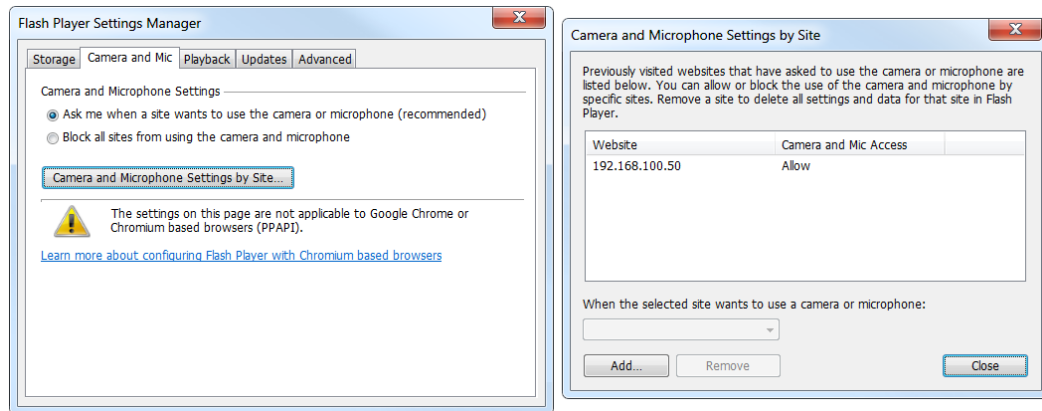 Flash Player Settings Manager
Storage Camera and Mic Playback Updates Advanced
Camera and Microphone Settings
Ask me when a site wants to use the camera or microphone (recommended)
Block all sites from using the camera and microphone
Camera and Microphone Settings by Site...
The settings on this page are not applicable to Google Chrome or
Chromium based browsers (PPAPI).
Learn more about configuring Flash Player with Chromium based browsers
Camera and Microphone Settings by Site
Previously visited websites that have asked to use the camera or microphone are
listed below. You can allow or block the use of the camera and microphone by
specific sites. Remove a site to delete all settings and data for that site in Flash
Player.
Website Camera and Mic Access
192.168.100.50 Allow
When the selected site wants to use a camera or microphone:
Add... Remove Close